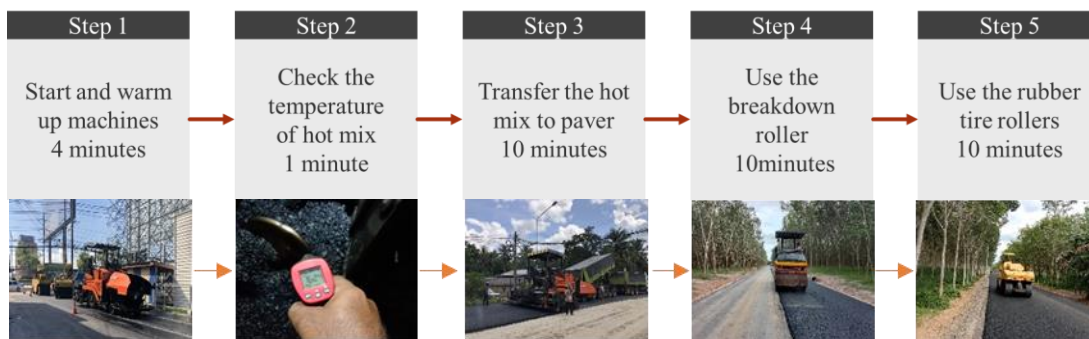 Step 1
Start and warm
up machines
4 minutes
Step 2
Check the
temperature
of hot mix
1 minute
Step 3
Transfer the hot
mix to paver
10 minutes
Step 4
Use the
breakdown
roller
10minutes
Step 5
Use the rubber
tire rollers
10 minutes